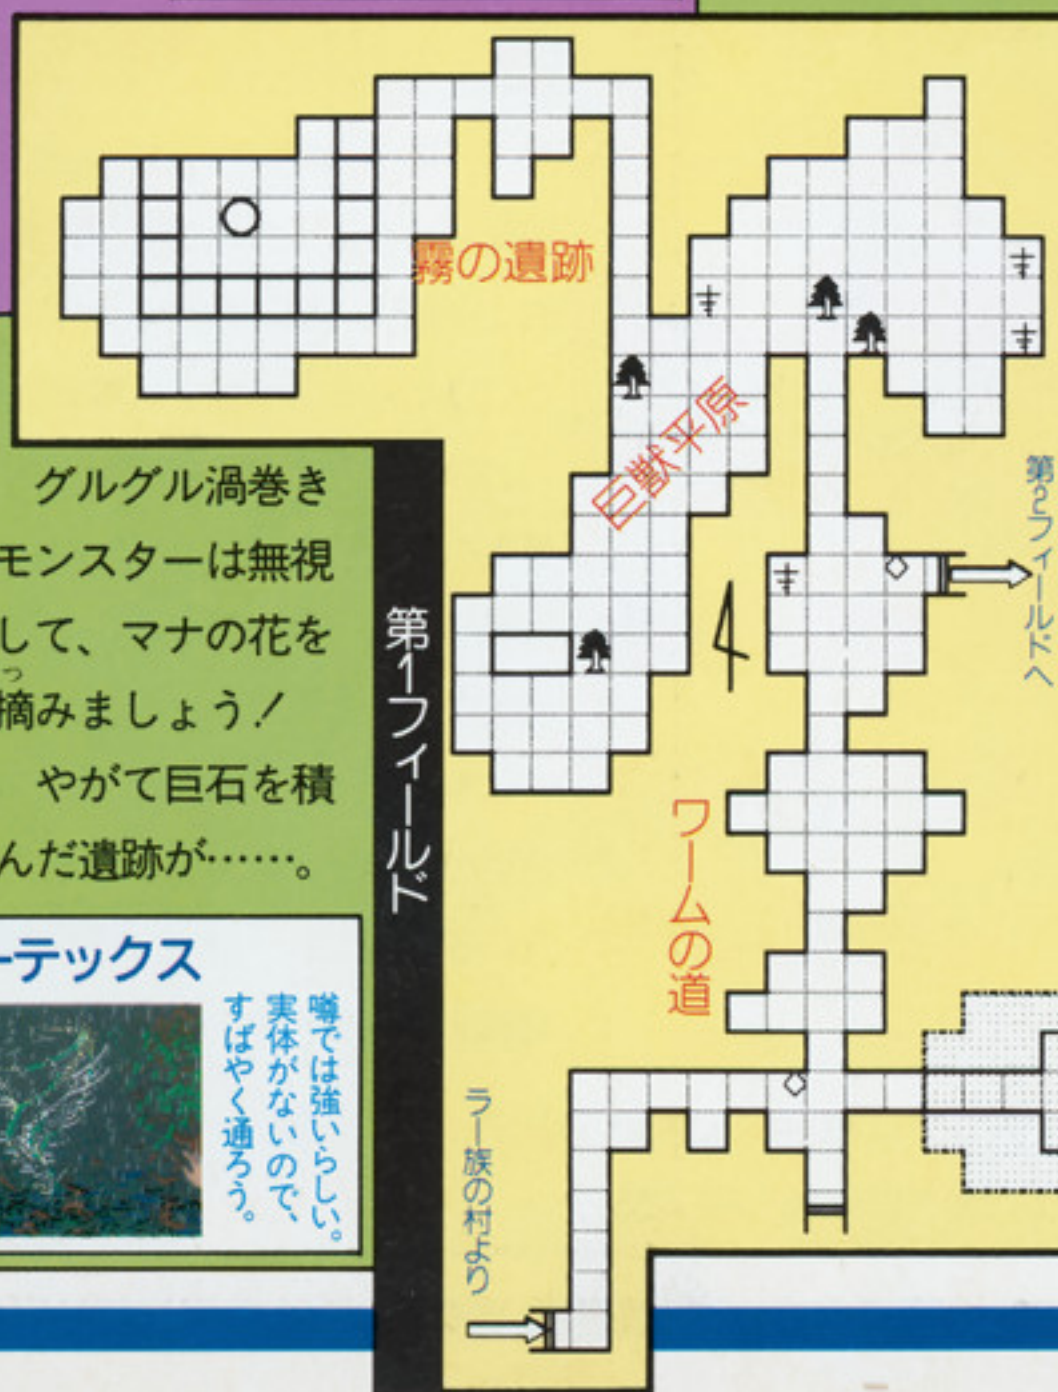 霧の遺跡
巨獣平原
第2フィールドへ
グルグル渦巻き
モンスターは無視
して、マナの花を
っ
摘みましょう!
やがて巨石を積
んだ遺跡が……。
第1フィールド
ワームの道
ーテックス
噂では強いらしい。
実体がないので、
すばやく通ろう。
ラー族の村より